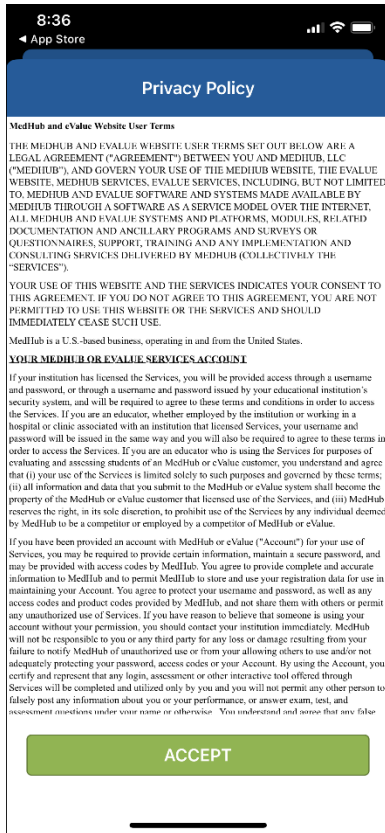 8:36
◀ App Store
Privacy Policy
MedHub and eValue Website User Terms
THE MEDHUB AND EVALUE WEBSITE USER TERMS SET OUT BELOW ARE A
LEGAL AGREEMENT ("AGREEMENT") BETWEEN YOU AND MEDHUB, LLC
("MEDHUB"), AND GOVERN YOUR USE OF THE MEDHUB WEBSITE, THE EVALUE
WEBSITE, MEDHUB SERVICES, EVALUE SERVICES, INCLUDING, BUT NOT LIMITED
TO, MEDHUB AND EVALUE SOFTWARE AND SYSTEMS MADE AVAILABLE BY
MEDHUB THROUGH A SOFTWARE AS A SERVICE MODEL OVER THE INTERNET,
ALL MEDHUB AND EVALUE SYSTEMS AND PLATFORMS, MODULES, RELATED
DOCUMENTATION AND ANCILLARY PROGRAMS AND SURVEYS OR
QUESTIONNAIRES, SUPPORT, TRAINING AND ANY IMPLEMENTATION AND
CONSULTING SERVICES DELIVERED BY MEDHUB (COLLECTIVELY THE
“SERVICES”).
YOUR USE OF THIS WEBSITE AND THE SERVICES INDICATES YOUR CONSENT TO
THIS AGREEMENT. IF YOU DO NOT AGREE TO THIS AGREEMENT, YOU ARE NOT
PERMITTED TO USE THIS WEBSITE OR THE SERVICES AND SHOULD
IMMEDIATELY CEASE SUCH USE.
MedHub is a U.S.-based business, operating in and from the United States.
YOUR MEDHUB OR EVALUE SERVICES ACCOUNT
If your institution has licensed the Services, you will be provided access through a username
and password, or through a username and password issued by your educational institution’s
security system, and will be required to agree to these terms and conditions in order to access
the Services. If you are an educator, whether employed by the institution or working in a
hospital or clinic associated with an institution that licensed Services, your username and
password will be issued in the same way and you will also be required to agree to these terms in
order to access the Services. If you are an educator who is using the Services for purposes of
evaluating and assessing students of an MedHub or eValue customer, you understand and agree
that (i) your use of the Services is limited solely to such purposes and governed by these terms;
(ii) all information and data that you submit to the MedHub or eValue system shall become the
property of the MedHub or eValue customer that licensed use of the Services, and (iii) MedHub
reserves the right, in its sole discretion, to prohibit use of the Services by any individual deemed
by MedHub to be a competitor or employed by a competitor of MedHub or eValue.
If you have been provided an account with MedHub or eValue ("Account") for your use of
Services, you may be required to provide certain information, maintain a secure password, and
may be provided with access codes by MedHub. You agree to provide complete and accurate
information to MedHub and to permit MedHub to store and use your registration data for use in
maintaining your Account. You agree to protect your username and password, as well as any
access codes and product codes provided by MedHub, and not share them with others or permit
any unauthorized use of Services. If you have reason to believe that someone is using your
account without your permission, you should contact your institution immediately. MedHub
will not be responsible to you or any third party for any loss or damage resulting from your
failure to notify MedHub of unauthorized use or from your allowing others to use and/or not
adequately protecting your password, access codes or your Account. By using the Account, you
certify and represent that any login, assessment or other interactive tool offered through
Services will be completed and utilized only by you and you will not permit any other person to
falsely post any information about you or your performance, or answer exam, test, and
assessment questions under your name or otherwise. You understand and agree that any false
ACCEPT